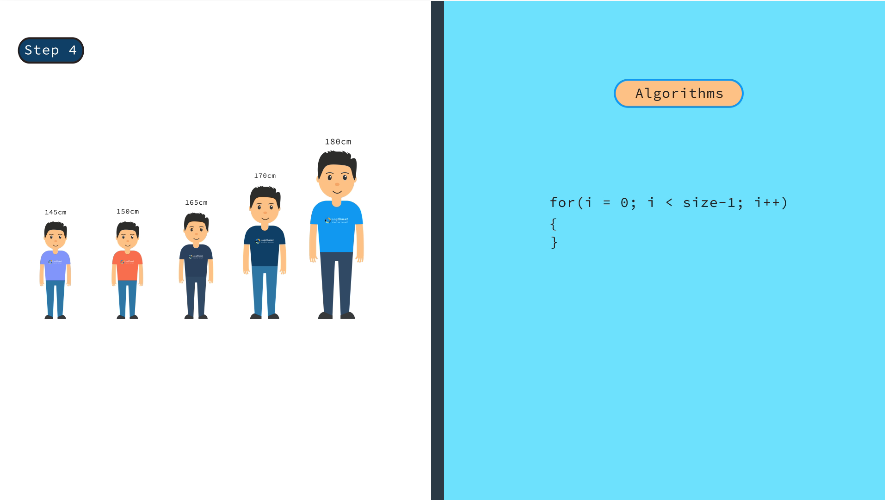 Step 4
145cm
150cm
165cm
170cm
180cm
Algorithms
for(i = 0; i < size-1; i++)
{
}